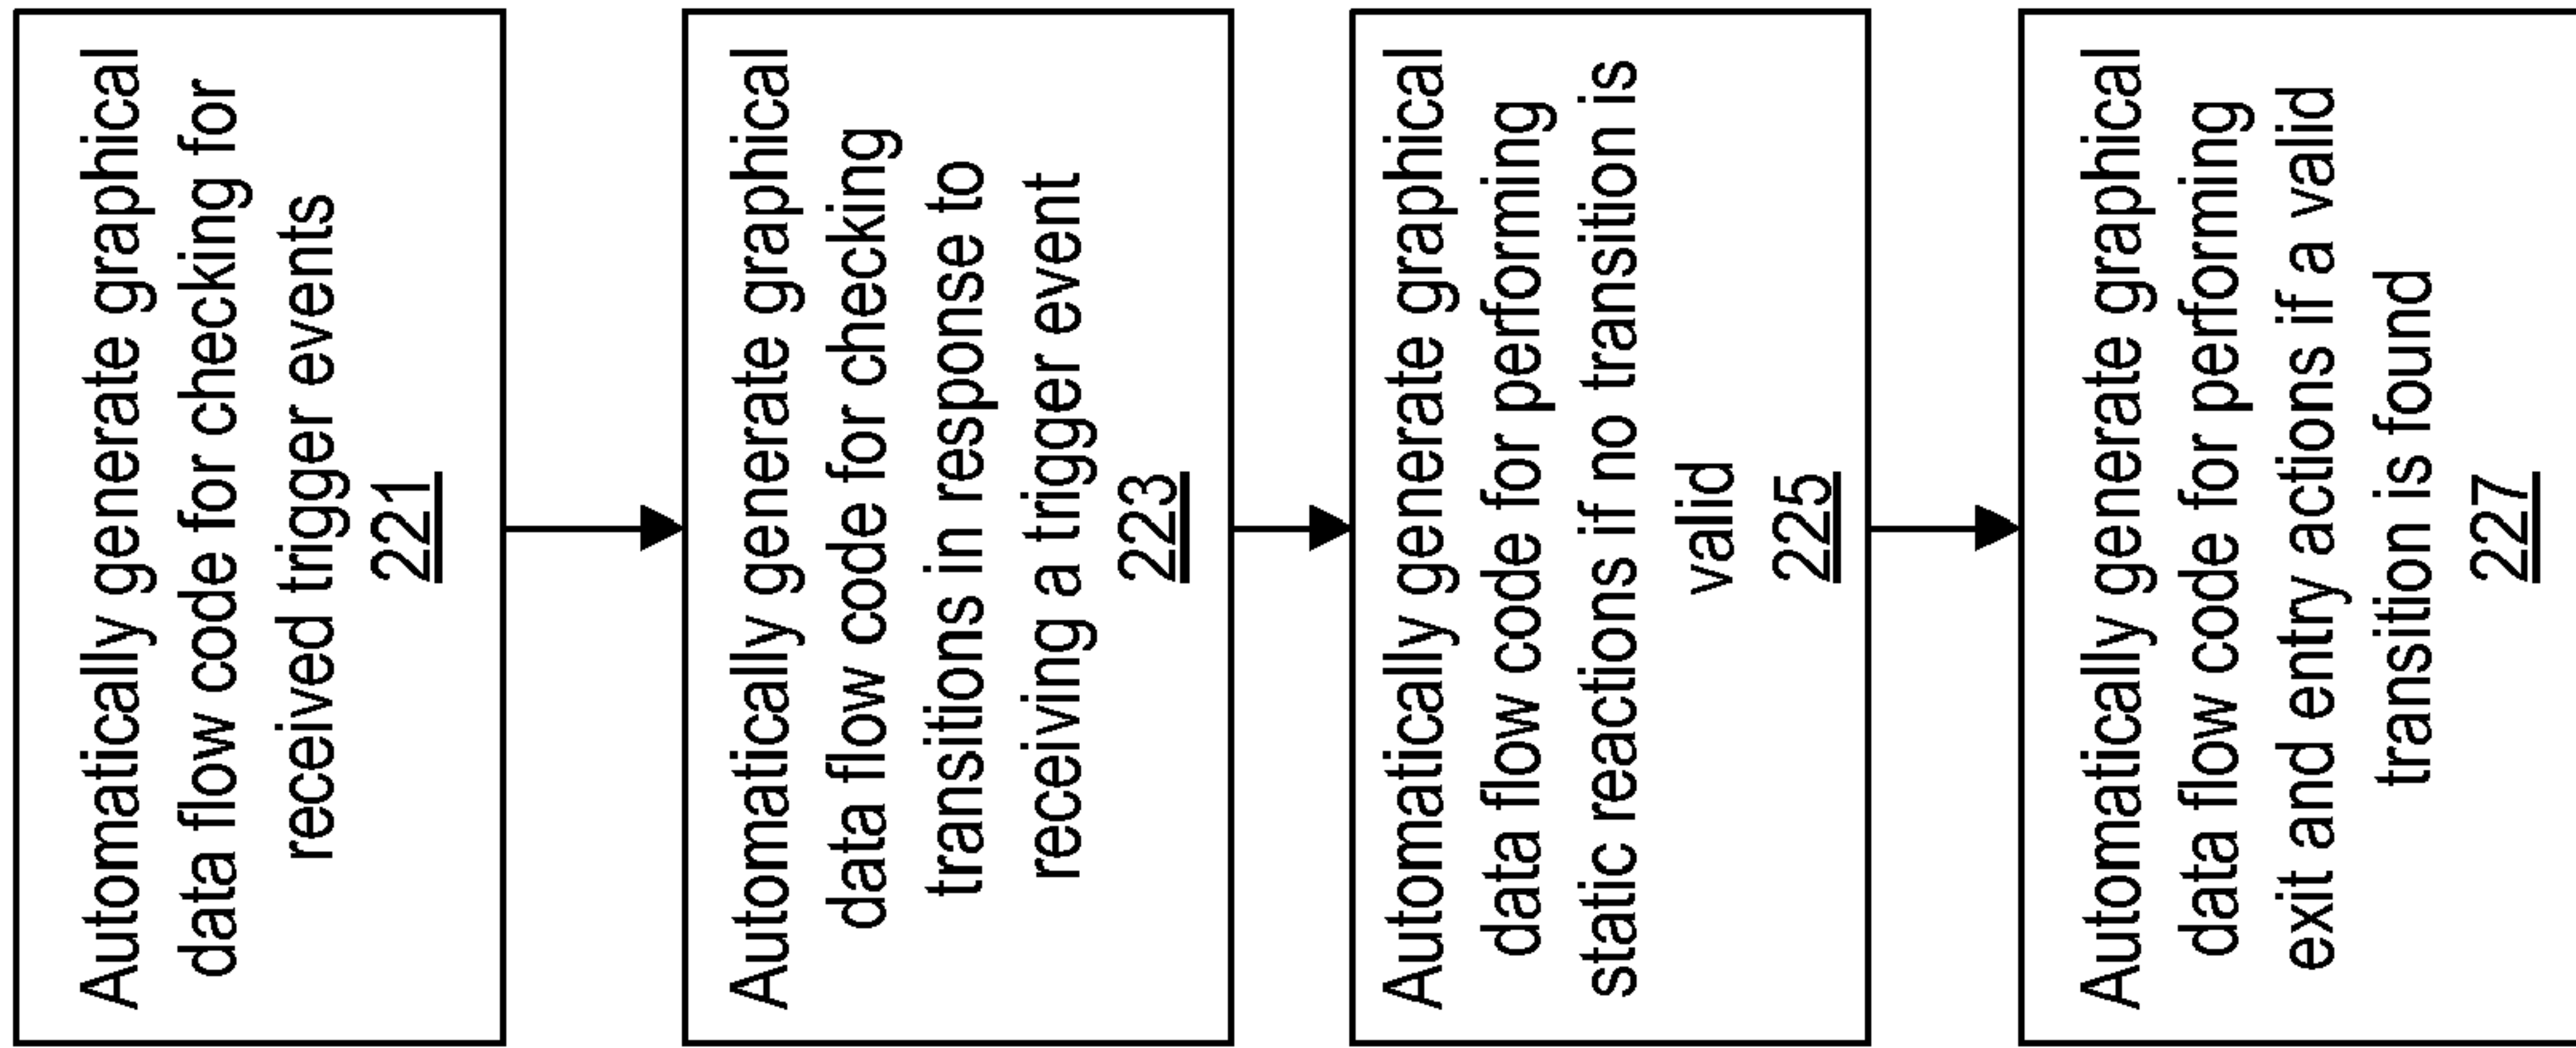 Automatically generate graphical
data flow code for checking for
received trigger events
221
Automatically generate graphical
data flow code for checking
transitions in response to
receiving a trigger event
223
Automatically generate graphical
data flow code for performing
static reactions if no transition is
valid
225
Automatically generate graphical
data flow code for performing
exit and entry actions if a valid
transition is found
227